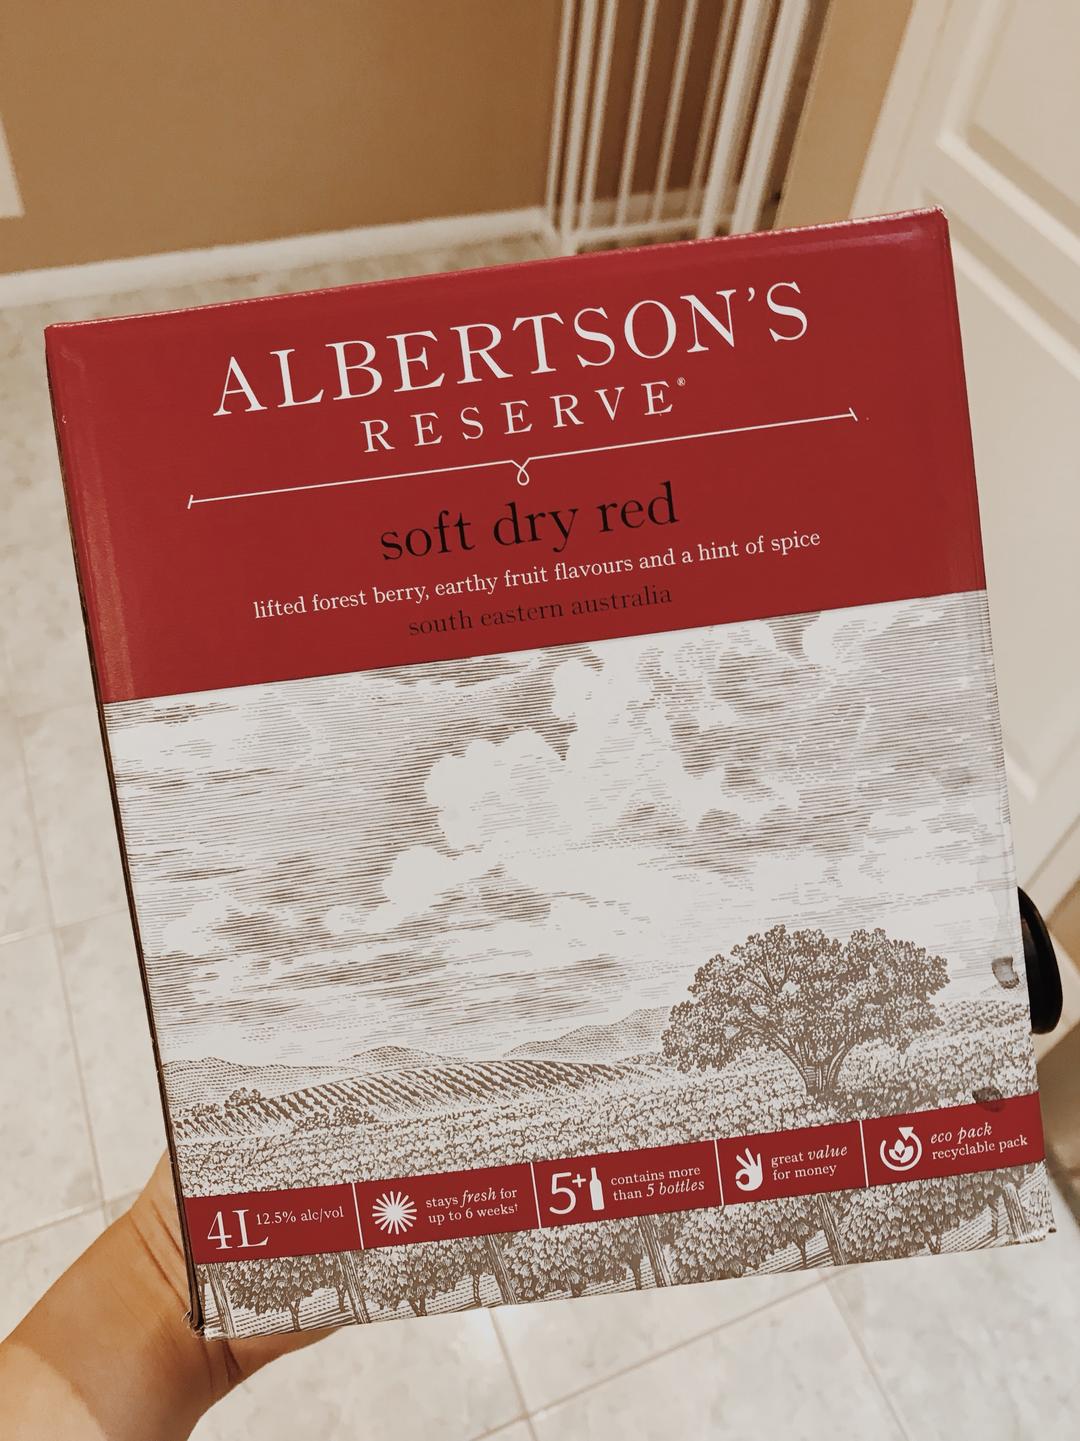 ALBERTSON'S
RESERVE®
soft dry red
lifted forest berry, earthy fruit flavours and a hint of spice
south eastern australia
4L 12.5% alc/vol
stays fresh for
up to 6 weeks†
5+ contains more
than 5 bottles
great value
for money
eco pack
recyclable pack